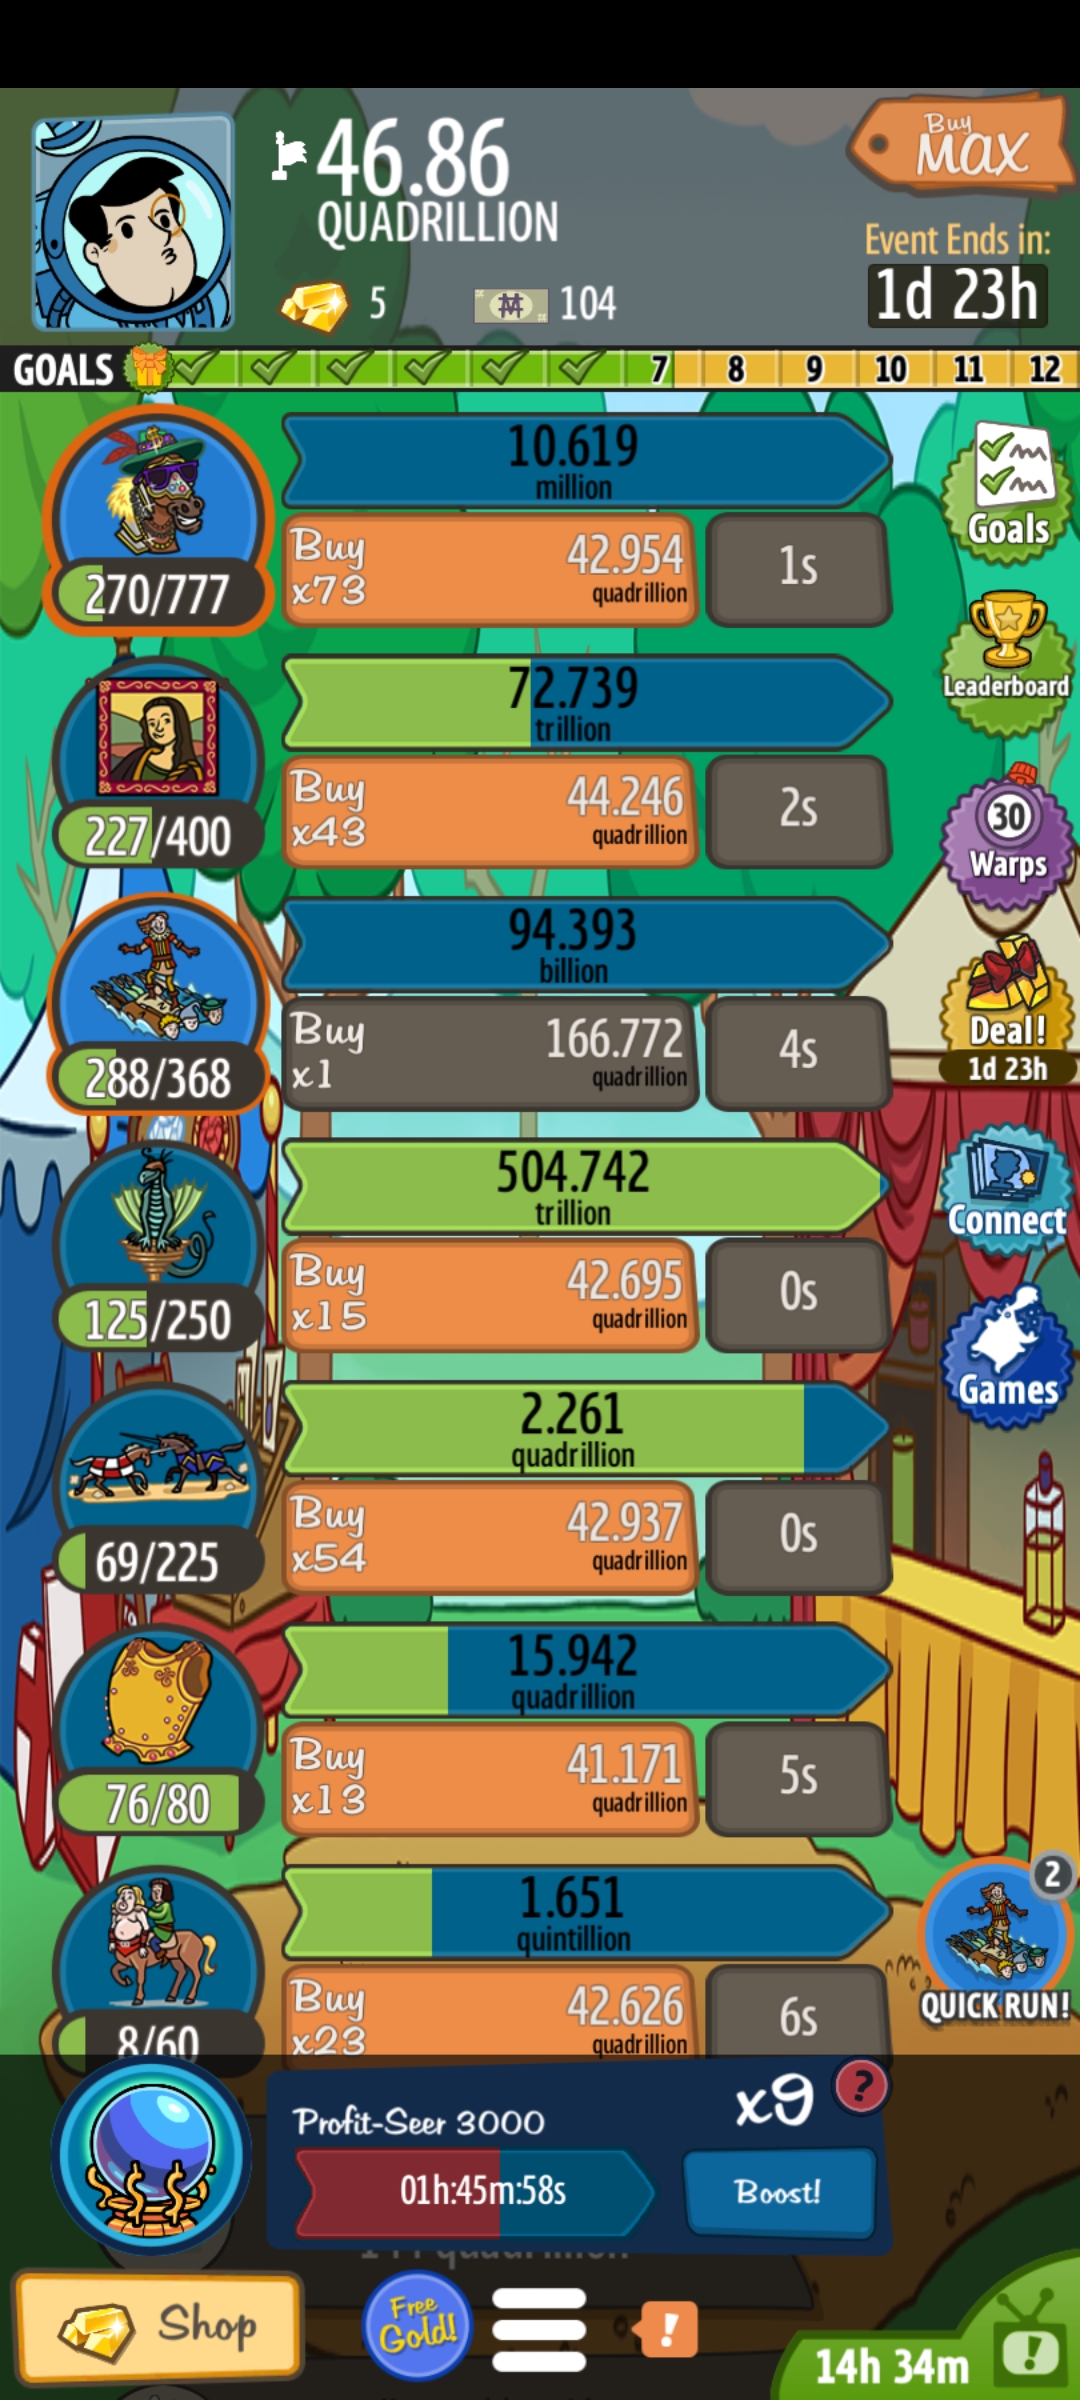 46.86
QUADRILLION
Buy
MAX
5
104
Event Ends in:
1d 23h
GOALS
7
8
9
10
11
12
10.619
million
Buy
x73
42.954
quadrillion
1s
270/777
Goals
72.739
trillion
Leaderboard
Buy
x43
44.246
quadrillion
2s
227/400
30
Warps
94.393
billion
Buy
x1
166.772
quadrillion
4s
288/368
Deal!
1d 23h
504.742
trillion
Connect
Buy
x15
42.695
quadrillion
0s
125/250
Games
2.261
quadrillion
Buy
x54
42.937
quadrillion
0s
69/225
15.942
quadrillion
Buy
x13
41.171
quadrillion
5s
76/80
1.651
quintillion
2
QUICK RUN!
Buy
x23
42.626
quadrillion
6s
8/60
Profit-Seer 3000
x9
?
01h:45m:58s
Boost!
Shop
Free
Gold!
!
14h 34m
!